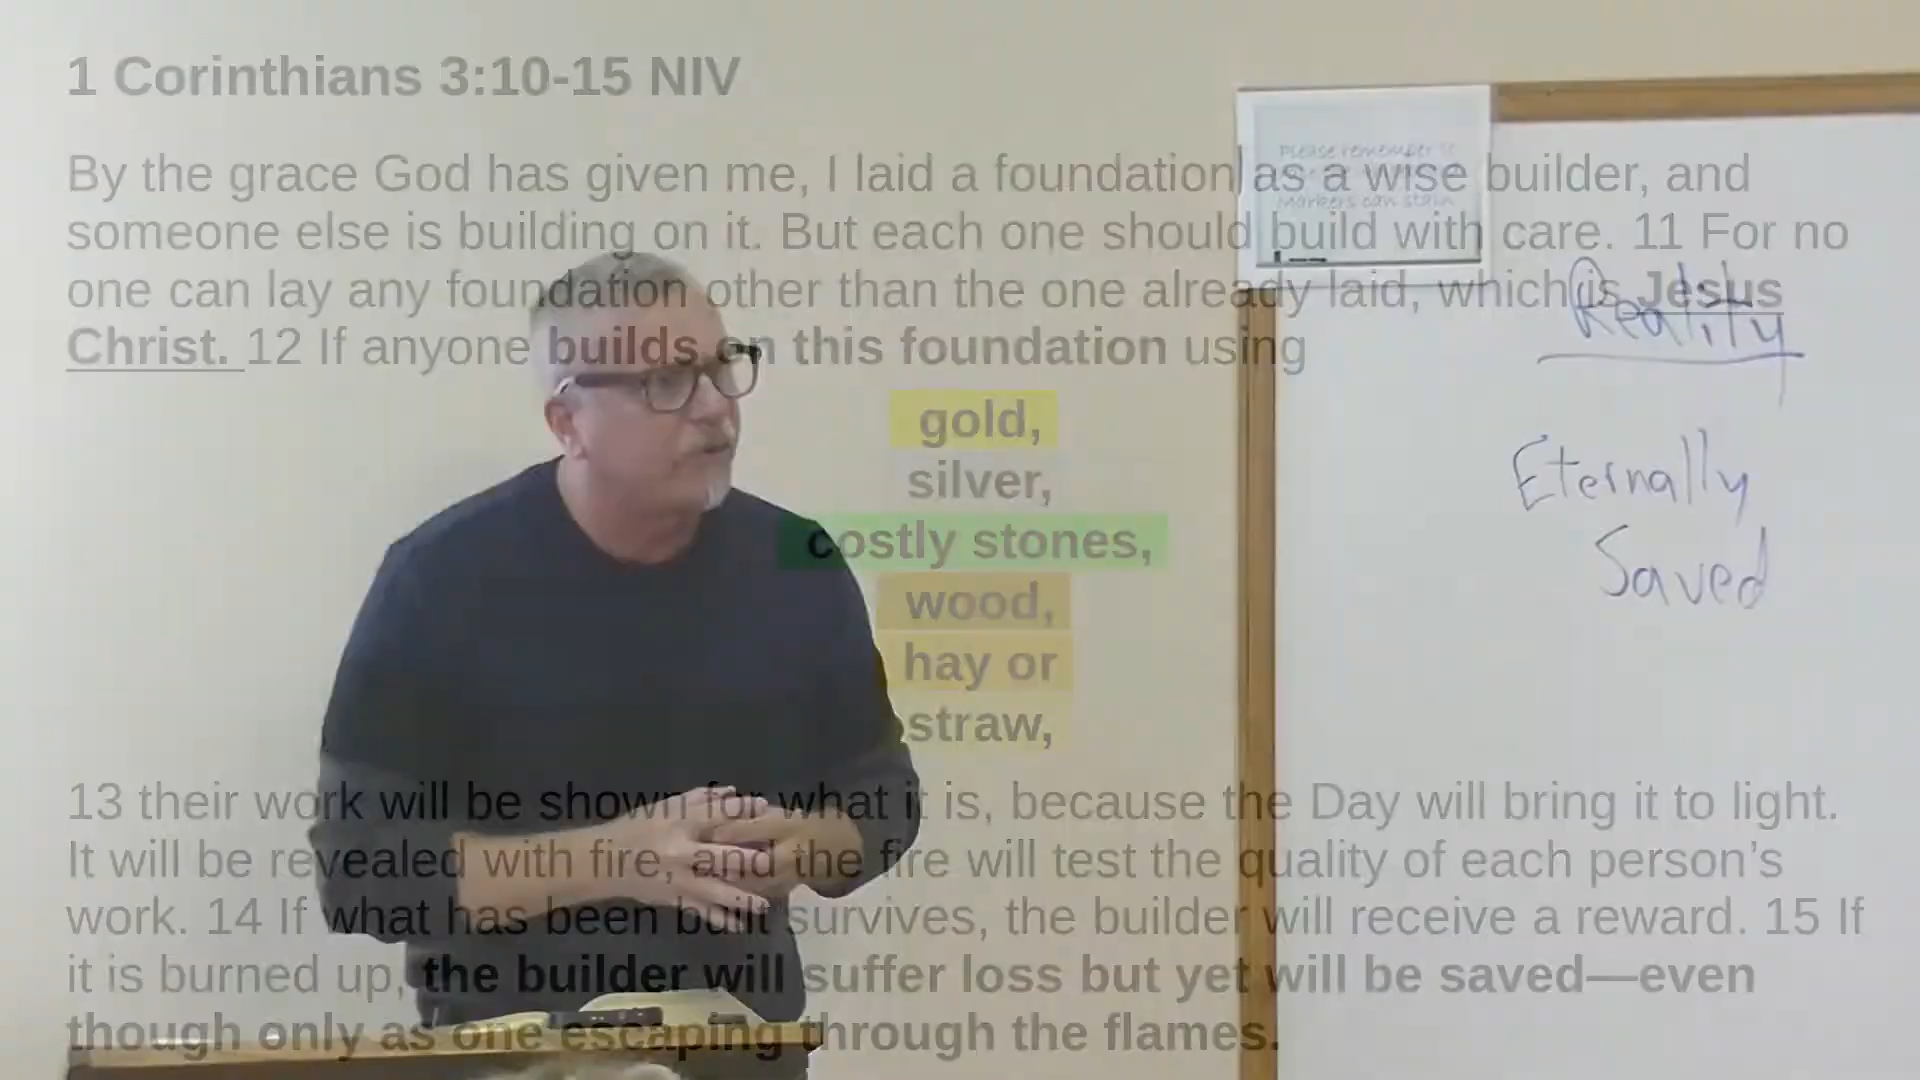 1 Corinthians 3:10-15 NIV
By the grace God has given me, I laid a foundation as a wise builder, and
someone else is building on it. But each one should build with care. 11 For no
one can lay any foundation other than the one already laid, which is Jesus
Christ. 12 If anyone builds on this foundation using
gold,
silver,
costly stones,
wood,
hay or
straw,
13 their work will be shown for what it is, because the Day will bring it to light.
It will be revealed with fire, and the fire will test the quality of each person’s
work. 14 If what has been built survives, the builder will receive a reward. 15 If
it is burned up, the builder will suffer loss but yet will be saved—even
though only as one escaping through the flames.
Please remember to
Markers can stain
Reality
Eternally
Saved